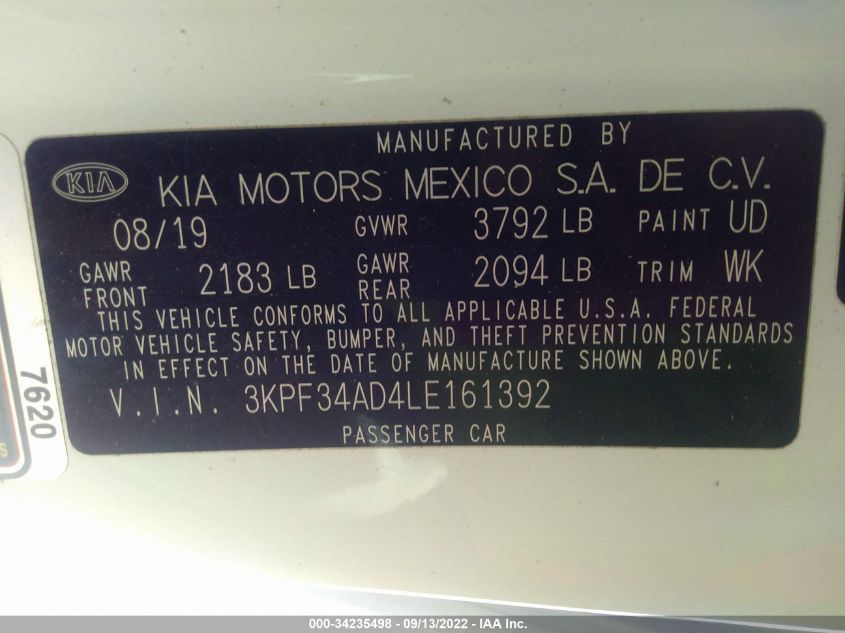 MANUFACTURED BY
KIA KIA MOTORS MEXICO S.A. DE C.V.
08/19 GVWR 3792 LB PAINT UD
GAWR FRONT 2183 LB GAWR REAR 2094 LB TRIM WK
THIS VEHICLE CONFORMS TO ALL APPLICABLE U.S.A. FEDERAL
MOTOR VEHICLE SAFETY, BUMPER, AND THEFT PREVENTION STANDARDS
IN EFFECT ON THE DATE OF MANUFACTURE SHOWN ABOVE.
V.I.N. 3KPF34AD4LE161392
PASSENGER CAR
7620
000-34235498 - 09/13/2022 - IAAI.com